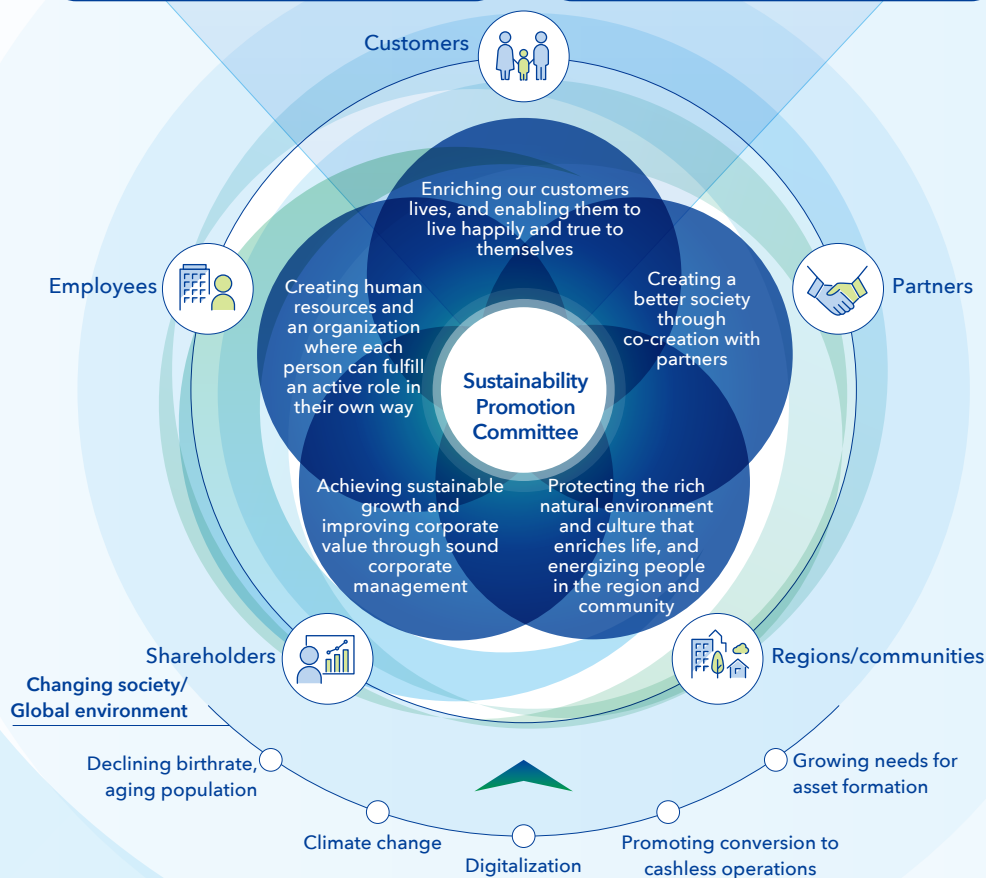 Customers
Enriching our customers
lives, and enabling them to
live happily and true to
themselves
Employees
Partners
Creating human
resources and
an organization
where each
person can fulfill
an active role in
their own way
Creating a
better society
through
co-creation with
partners
Sustainability
Promotion
Committee
Achieving sustainable
growth and
improving corporate
value through sound
corporate
management
Protecting the rich
natural environment
and culture that
enriches life, and
energizing people
in the region and
community
Shareholders
Regions/communities
Changing society/
Global environment
Declining birthrate,
aging population
Climate change
Digitalization
Promoting conversion to
cashless operations
Growing needs for
asset formation